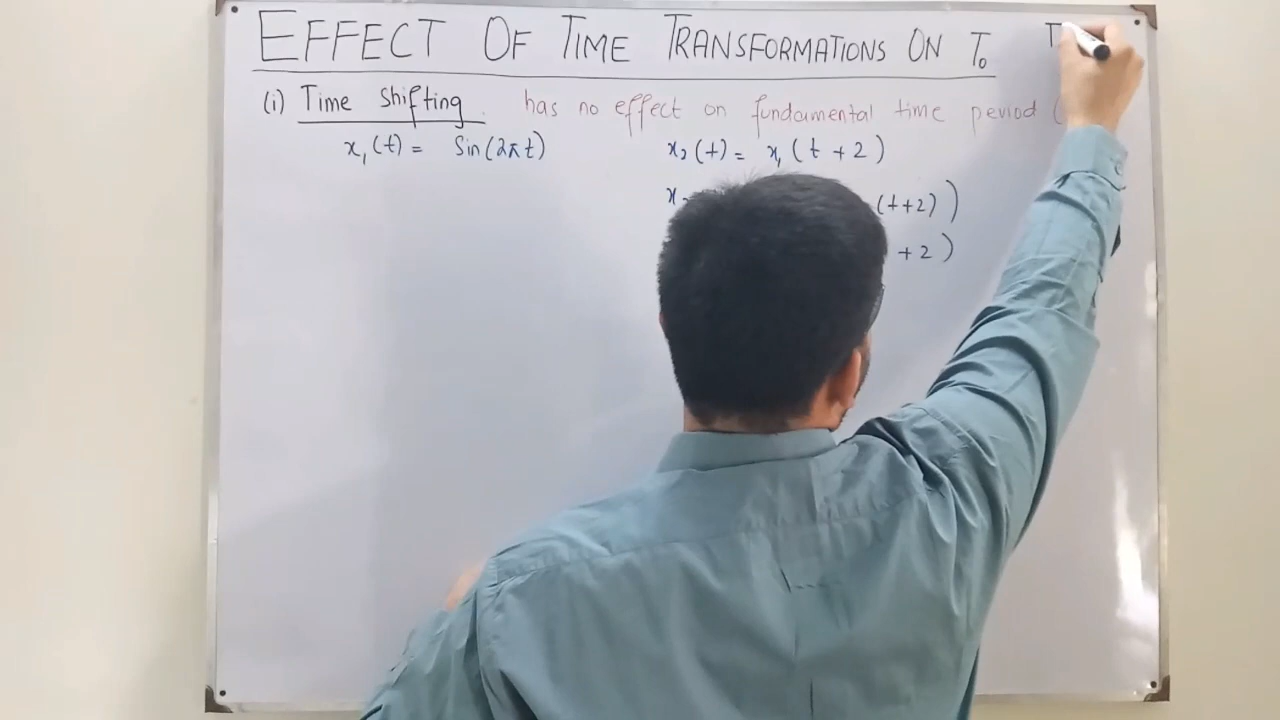 EFFECT OF TIME TRANSFORMATIONS ON T₀ T
(i) Time shifting has no effect on fundamental time period (
x₁(t) = Sin(2πt) x₂(t) = x₁(t+2)
x (t+2))
+2)